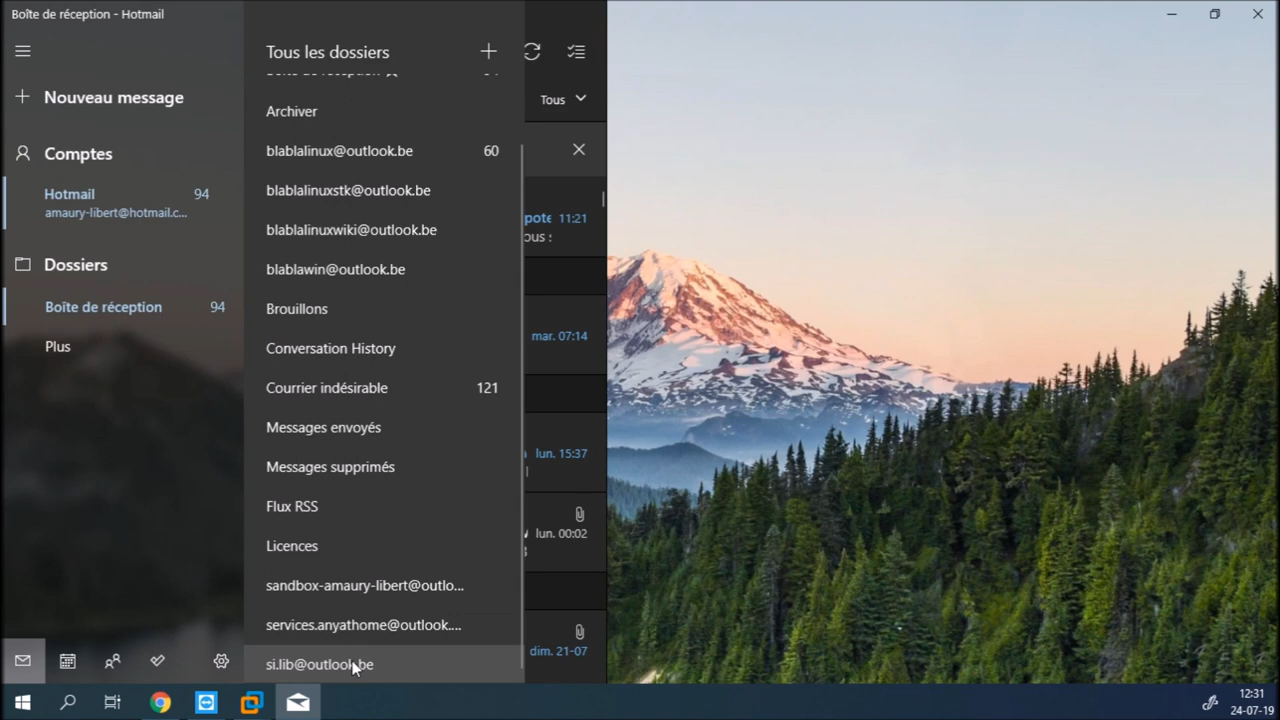 Boîte de réception - Hotmail
Nouveau message
Comptes
Hotmail 94
amaury-libert@hotmail.c...
Dossiers
Boîte de réception 94
Plus
Tous les dossiers
Archiver
blablalinux@outlook.be 60
blablalinuxstk@outlook.be
blablalinuxwiki@outlook.be
blablawin@outlook.be
Brouillons
Conversation History
Courrier indésirable 121
Messages envoyés
Messages supprimés
Flux RSS
Licences
sandbox-amaury-libert@outlo...
services.anyathome@outlook....
si.lib@outlook.be
Tous
11:21
mar. 07:14
lun. 15:37
lun. 00:02
dim. 21-07
12:31
24-07-19